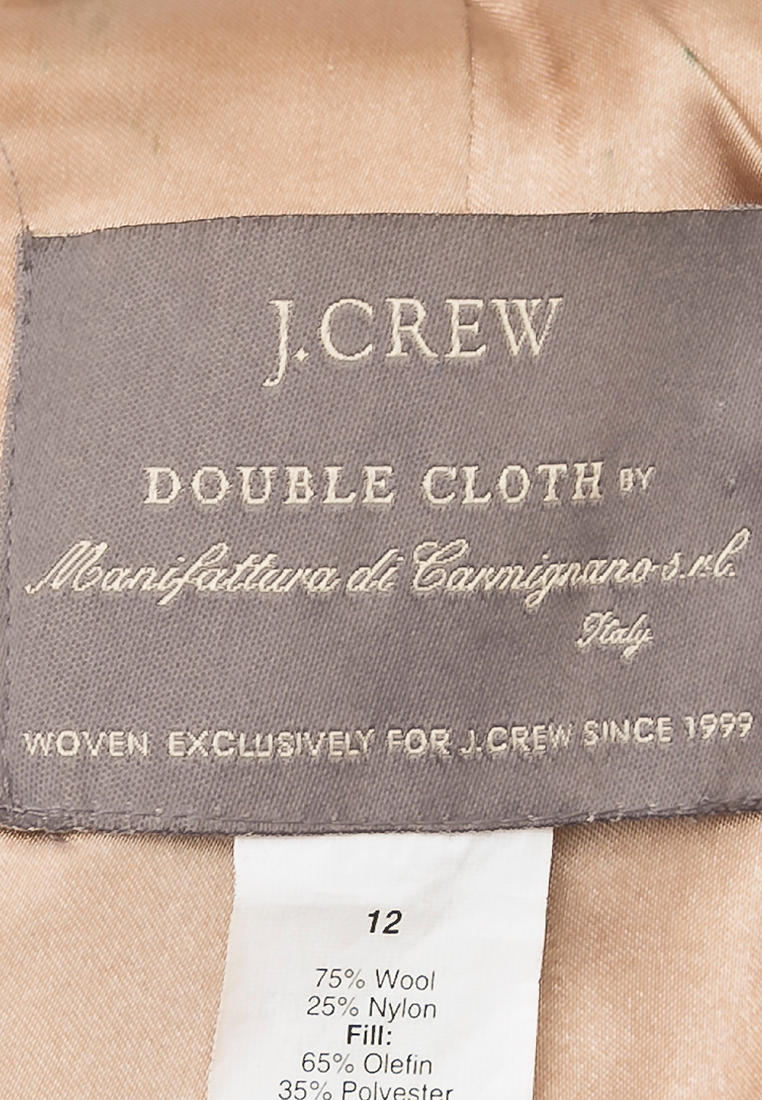 J.CREW
DOUBLE CLOTH BY
Manifattura di Carmignano s.r.l.
Italy
WOVEN EXCLUSIVELY FOR J.CREW SINCE 1999
12
75% Wool
25% Nylon
Fill:
65% Olefin
35% Polyester